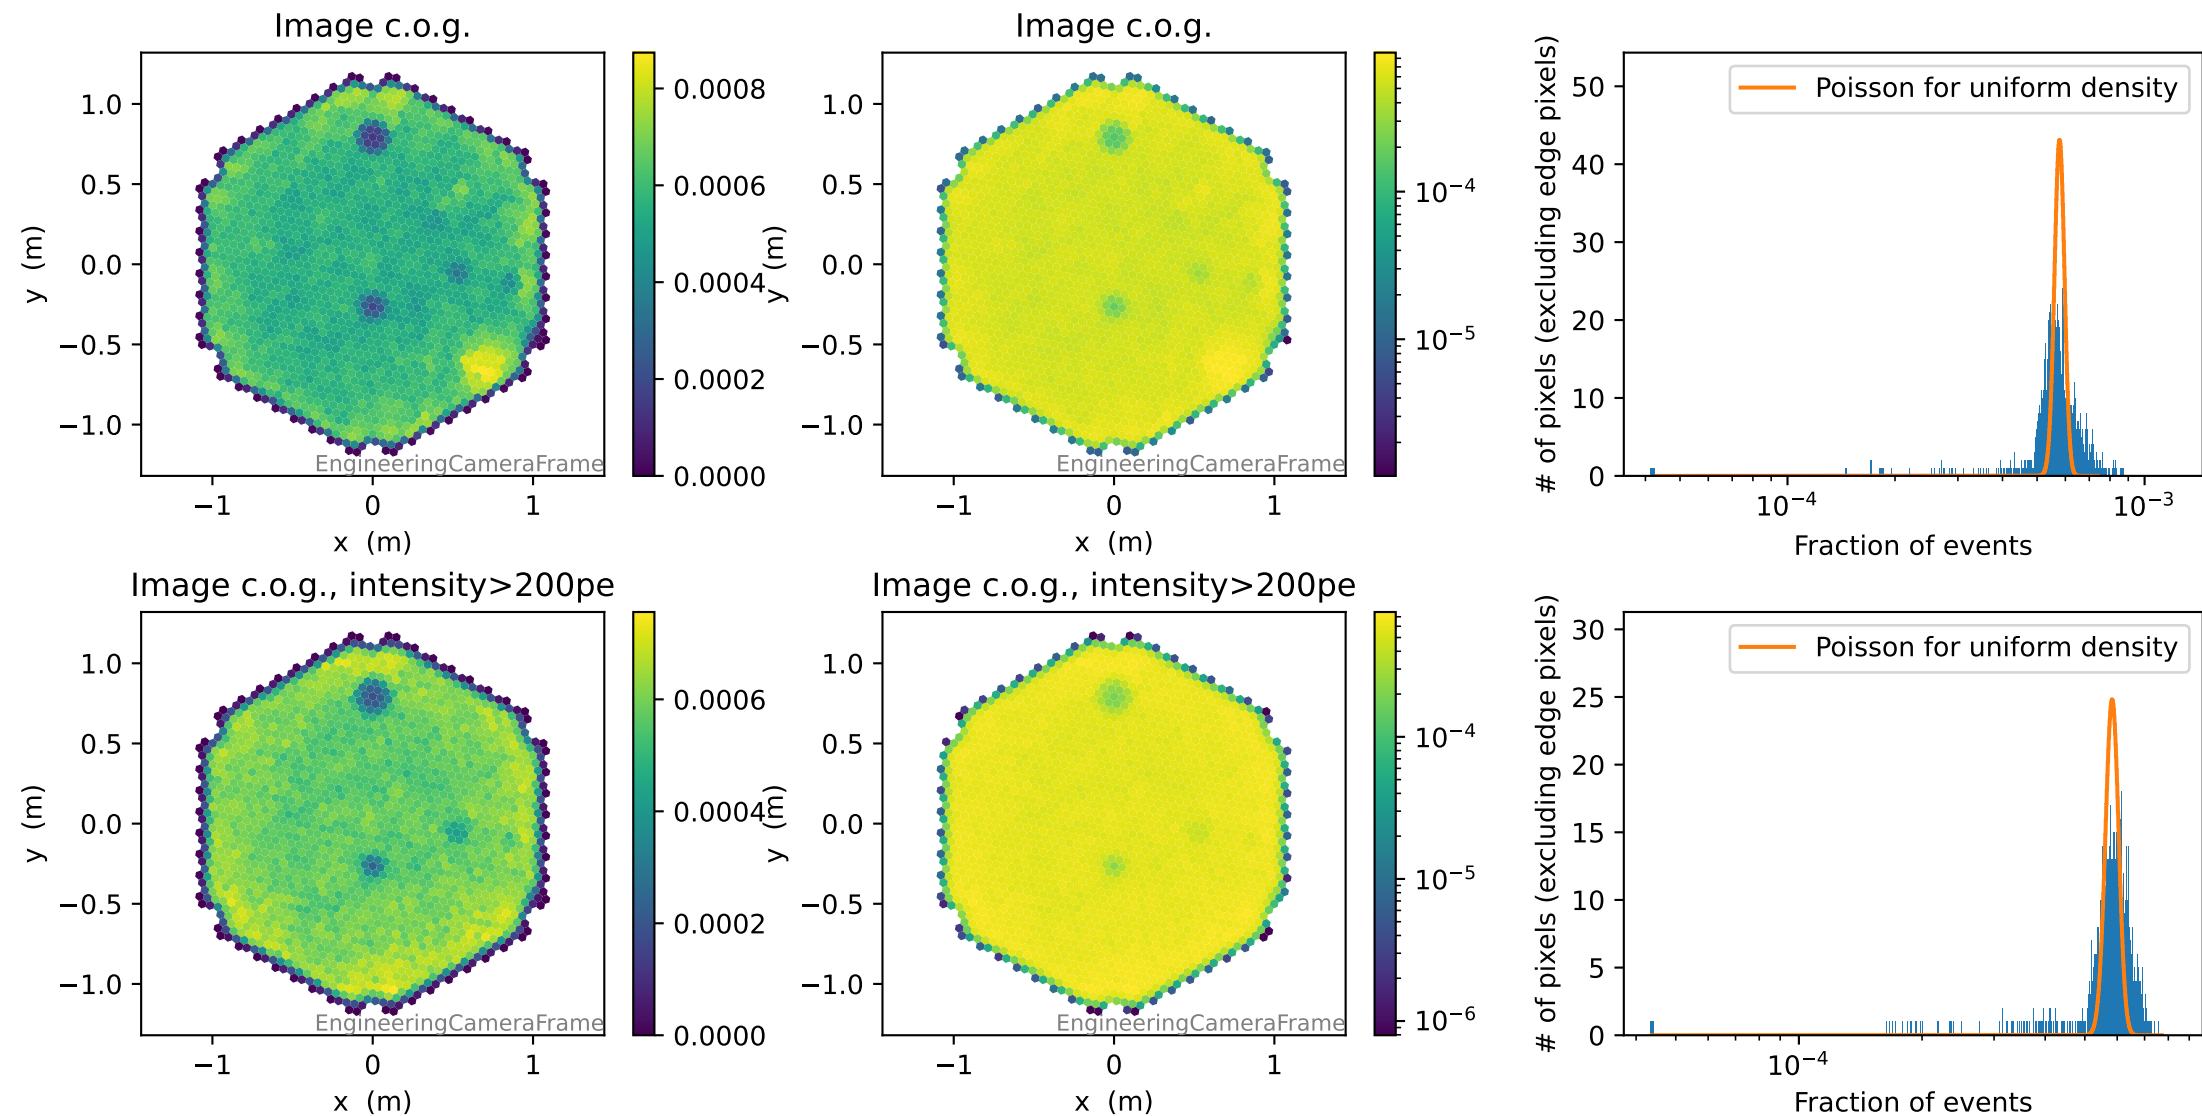 Image c.o.g.
y (m)
1.0
0.5
0.0
−0.5
−1.0
−1
0
1
x (m)
EngineeringCameraFrame
0.0008
0.0006
0.0004
0.0002
0.0000
Image c.o.g.
y (m)
1.0
0.5
0.0
−0.5
−1.0
−1
0
1
x (m)
EngineeringCameraFrame
10−4
10−5
# of pixels (excluding edge pixels)
50
40
30
20
10
0
Poisson for uniform density
10−4
10−3
Fraction of events
Image c.o.g., intensity>200pe
y (m)
1.0
0.5
0.0
−0.5
−1.0
−1
0
1
x (m)
EngineeringCameraFrame
0.0006
0.0004
0.0002
0.0000
Image c.o.g., intensity>200pe
y (m)
1.0
0.5
0.0
−0.5
−1.0
−1
0
1
x (m)
EngineeringCameraFrame
10−4
10−5
10−6
# of pixels (excluding edge pixels)
30
25
20
15
10
5
0
Poisson for uniform density
10−4
Fraction of events